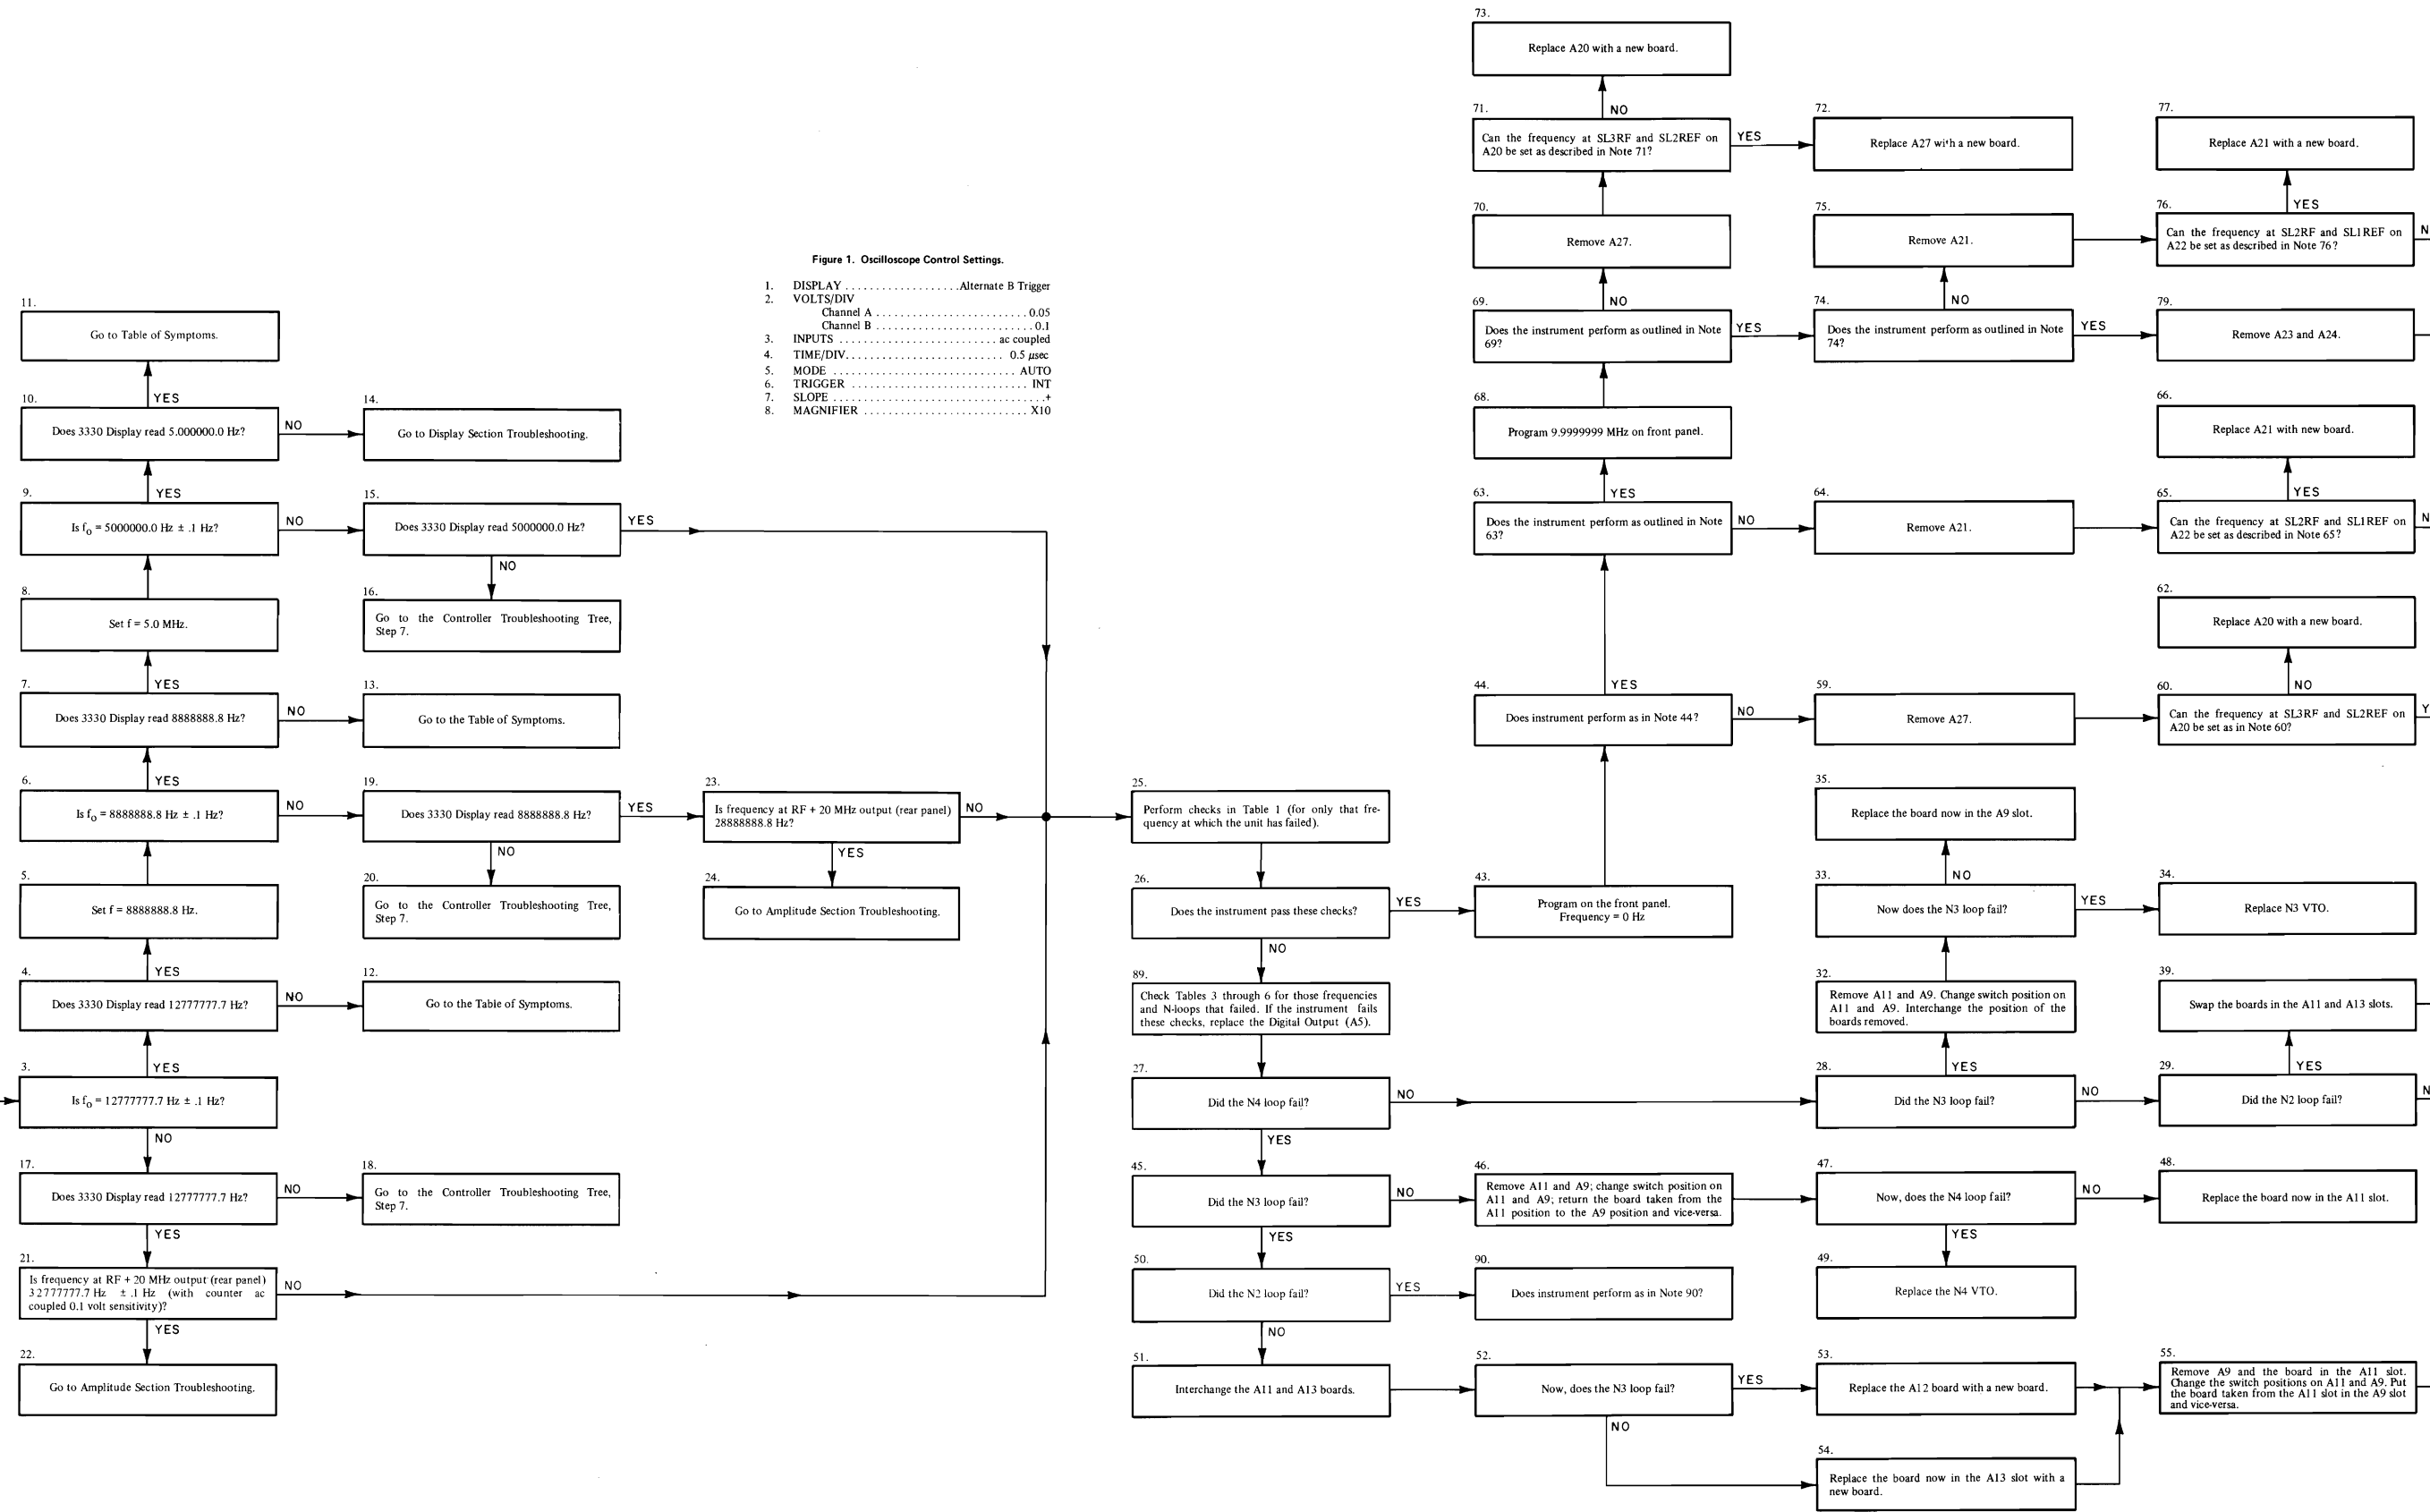 73.
Replace A20 with a new board.
NO
71.
Can the frequency at SL3RF and SL2REF on
A20 be set as described in Note 71?
YES
72.
Replace A27 with a new board.
77.
Replace A21 with a new board.
YES
70.
Remove A27.
75.
Remove A21.
76.
Can the frequency at SL2RF and SL1REF on
A22 be set as described in Note 76?
N
NO
NO
69.
Does the instrument perform as outlined in Note
69?
YES
74.
Does the instrument perform as outlined in Note
74?
YES
79.
Remove A23 and A24.
68.
Program 9.9999999 MHz on front panel.
66.
Replace A21 with new board.
YES
YES
63.
Does the instrument perform as outlined in Note
63?
NO
64.
Remove A21.
65.
Can the frequency at SL2RF and SL1REF on
A22 be set as described in Note 65?
N
62.
Replace A20 with a new board.
YES
NO
44.
Does instrument perform as in Note 44?
NO
59.
Remove A27.
60.
Can the frequency at SL3RF and SL2REF on
A20 be set as in Note 60?
Y
Figure 1. Oscilloscope Control Settings.
1. DISPLAY ...................Alternate B Trigger
2. VOLTS/DIV
Channel A .........................0.05
Channel B ..........................0.1
3. INPUTS .......................... ac coupled
4. TIME/DIV.......................... 0.5 μsec
5. MODE .............................. AUTO
6. TRIGGER ............................. INT
7. SLOPE ...................................+
8. MAGNIFIER ........................... X10
11.
Go to Table of Symptoms.
YES
10.
Does 3330 Display read 5.000000.0 Hz?
NO
14.
Go to Display Section Troubleshooting.
YES
9.
Is fo = 5000000.0 Hz ± .1 Hz?
NO
15.
Does 3330 Display read 5000000.0 Hz?
YES
NO
8.
Set f = 5.0 MHz.
16.
Go to the Controller Troubleshooting Tree,
Step 7.
YES
7.
Does 3330 Display read 8888888.8 Hz?
NO
13.
Go to the Table of Symptoms.
YES
6.
Is fo = 8888888.8 Hz ± .1 Hz?
NO
19.
Does 3330 Display read 8888888.8 Hz?
YES
23.
Is frequency at RF + 20 MHz output (rear panel)
28888888.8 Hz?
NO
NO
YES
5.
Set f = 8888888.8 Hz.
20.
Go to the Controller Troubleshooting Tree,
Step 7.
24.
Go to Amplitude Section Troubleshooting.
YES
4.
Does 3330 Display read 12777777.7 Hz?
NO
12.
Go to the Table of Symptoms.
YES
3.
Is fo = 12777777.7 Hz ± .1 Hz?
NO
17.
Does 3330 Display read 12777777.7 Hz?
NO
18.
Go to the Controller Troubleshooting Tree,
Step 7.
YES
21.
Is frequency at RF + 20 MHz output (rear panel)
32777777.7 Hz ± .1 Hz (with counter ac
coupled 0.1 volt sensitivity)?
NO
YES
22.
Go to Amplitude Section Troubleshooting.
25.
Perform checks in Table 1 (for only that fre-
quency at which the unit has failed).
26.
Does the instrument pass these checks?
YES
43.
Program on the front panel.
Frequency = 0 Hz
NO
89.
Check Tables 3 through 6 for those frequencies
and N-loops that failed. If the instrument fails
these checks, replace the Digital Output (A5).
35.
Replace the board now in the A9 slot.
NO
33.
Now does the N3 loop fail?
YES
34.
Replace N3 VTO.
32.
Remove A11 and A9. Change switch position on
A11 and A9. Interchange the position of the
boards removed.
39.
Swap the boards in the A11 and A13 slots.
YES
YES
27.
Did the N4 loop fail?
NO
28.
Did the N3 loop fail?
NO
29.
Did the N2 loop fail?
N
YES
45.
Did the N3 loop fail?
NO
46.
Remove A11 and A9; change switch position on
A11 and A9; return the board taken from the
A11 position to the A9 position and vice-versa.
47.
Now, does the N4 loop fail?
NO
48.
Replace the board now in the A11 slot.
YES
YES
50.
Did the N2 loop fail?
YES
90.
Does instrument perform as in Note 90?
49.
Replace the N4 VTO.
NO
51.
Interchange the A11 and A13 boards.
52.
Now, does the N3 loop fail?
YES
53.
Replace the A12 board with a new board.
55.
Remove A9 and the board in the A11 slot.
Change the switch positions on A11 and A9. Put
the board taken from the A11 slot in the A9 slot
and vice-versa.
NO
54.
Replace the board now in the A13 slot with a
new board.